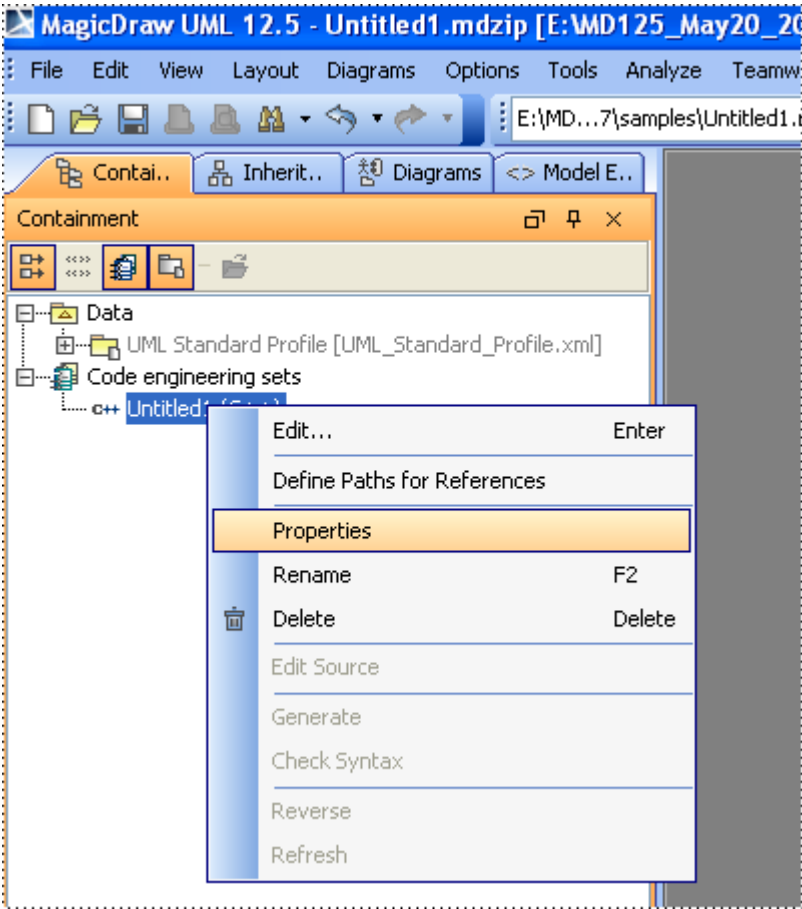 MagicDraw UML 12.5 - Untitled1.mdzip [E:\MD125_May20_20
File Edit View Layout Diagrams Options Tools Analyze Teamw
E:\MD...7\samples\Untitled1.
Contai.. Inherit.. Diagrams <> Model E..
Containment
Data
UML Standard Profile [UML_Standard_Profile.xml]
Code engineering sets
C++ Untitled1
Edit... Enter
Define Paths for References
Properties
Rename F2
Delete Delete
Edit Source
Generate
Check Syntax
Reverse
Refresh